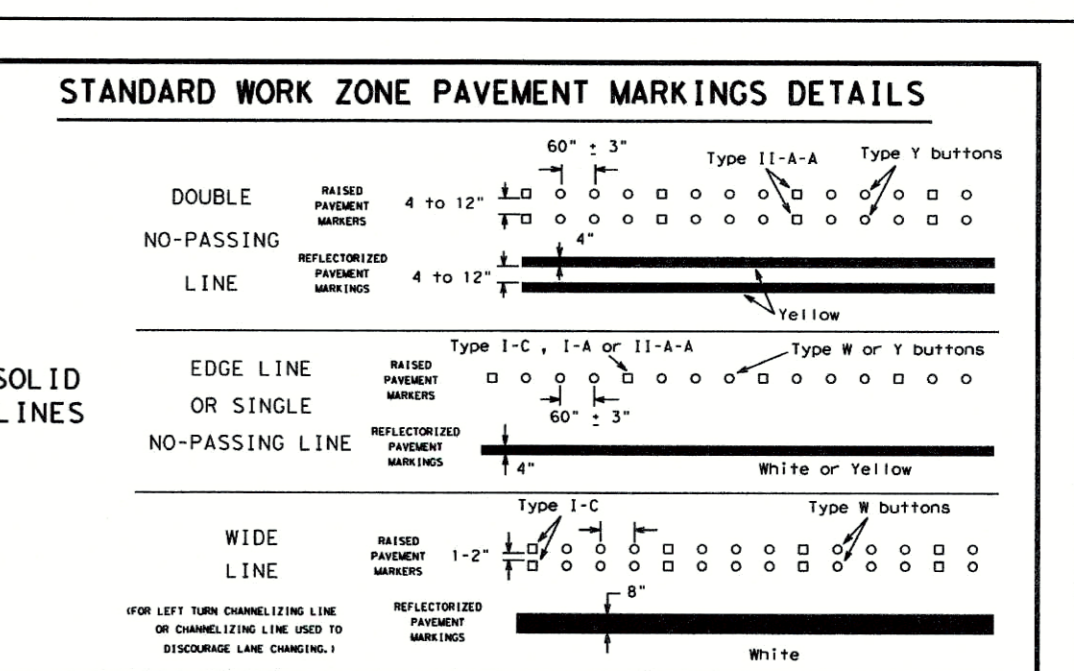 STANDARD WORK ZONE PAVEMENT MARKINGS DETAILS
60" ± 3"
Type II-A-A
Type Y buttons
DOUBLE
NO-PASSING
LINE
RAISED
PAVEMENT
MARKERS
4 to 12"
4"
REFLECTORIZED
PAVEMENT
MARKINGS
4 to 12"
Yellow
SOLID
LINES
EDGE LINE
OR SINGLE
NO-PASSING LINE
Type I-C , I-A or II-A-A
Type W or Y buttons
RAISED
PAVEMENT
MARKERS
60" ± 3"
REFLECTORIZED
PAVEMENT
MARKINGS
4"
White or Yellow
WIDE
LINE
(FOR LEFT TURN CHANNELIZING LINE
OR CHANNELIZING LINE USED TO
DISCOURAGE LANE CHANGING.)
Type I-C
Type W buttons
RAISED
PAVEMENT
MARKERS
1-2"
8"
REFLECTORIZED
PAVEMENT
MARKINGS
White